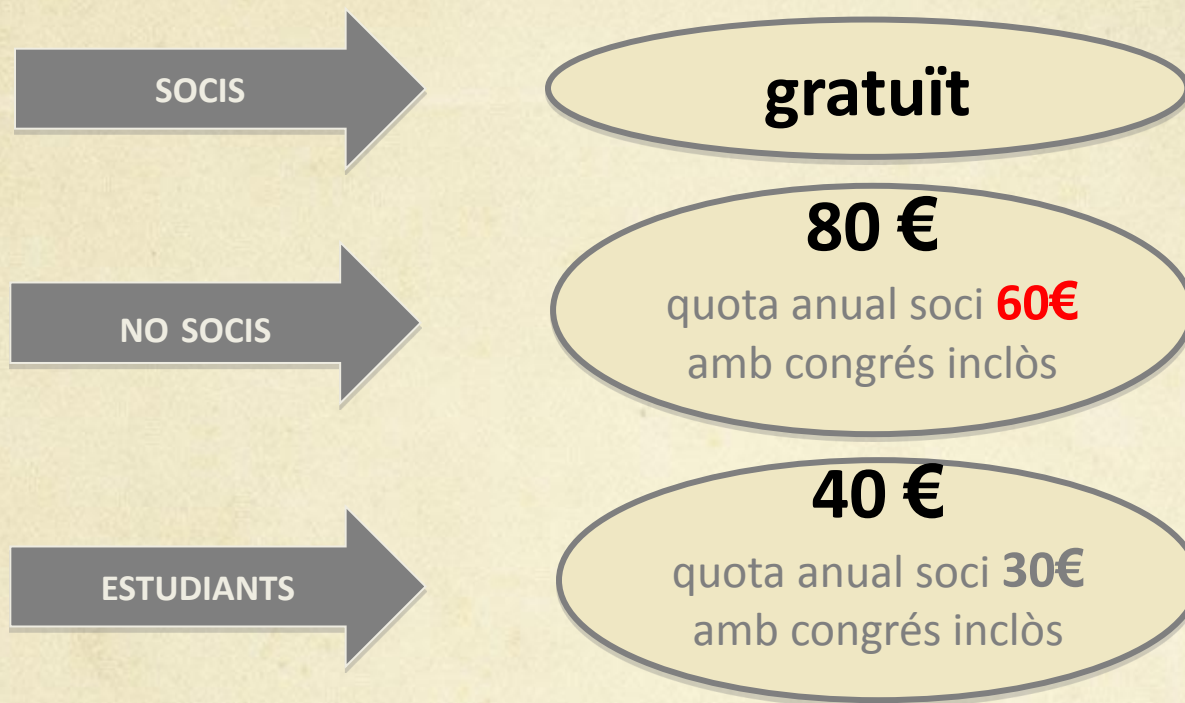 SOCIS
gratuït
NO SOCIS
80 €
quota anual soci 60€
amb congrés inclòs
ESTUDIANTS
40 €
quota anual soci 30€
amb congrés inclòs